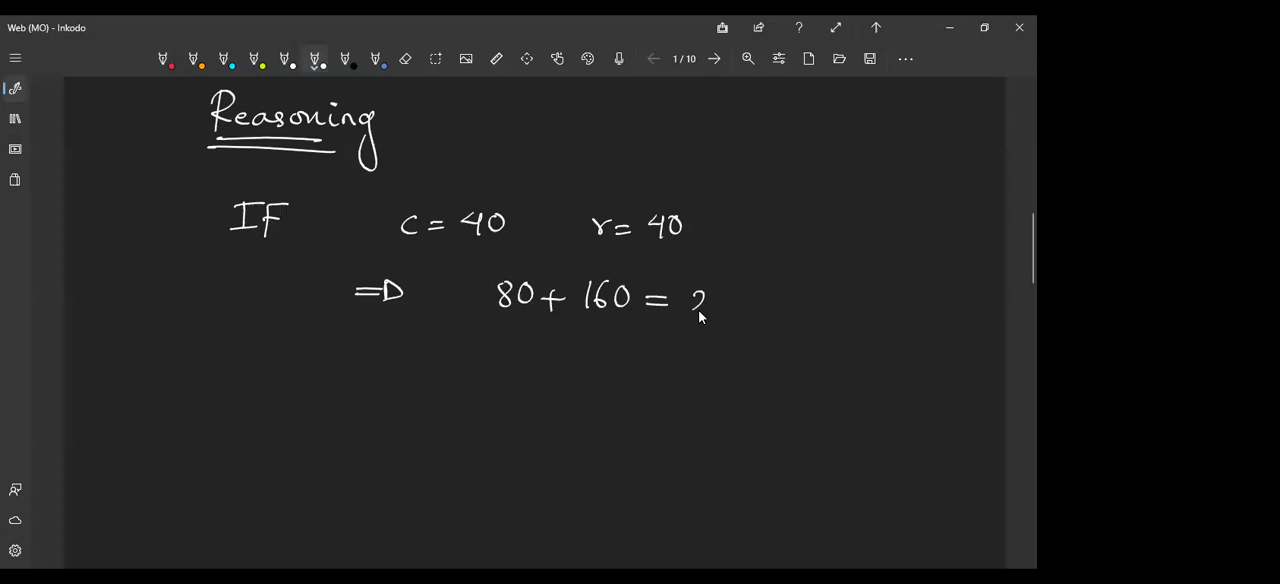 Web (MO) - Inkodo
1 / 10
Reasoning
IF c = 40 r = 40
⇒ 80 + 160 = ?